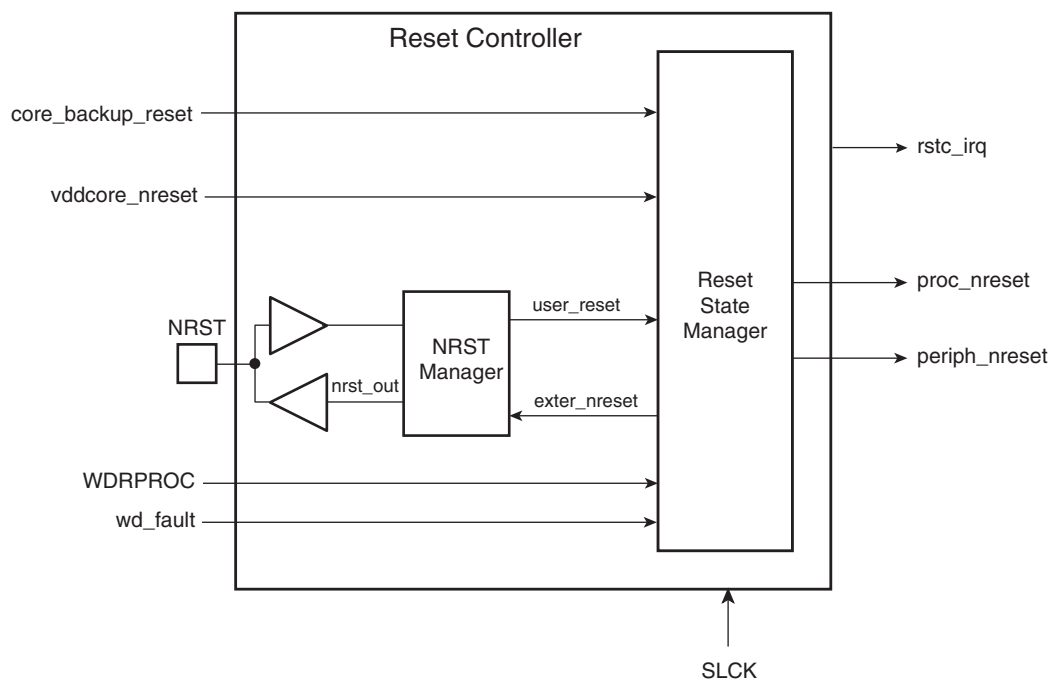 Reset Controller
core_backup_reset
rstc_irq
vddcore_nreset
Reset
State
Manager
proc_nreset
user_reset
NRST
NRST
Manager
periph_nreset
nrst_out
exter_nreset
WDRPROC
wd_fault
SLCK